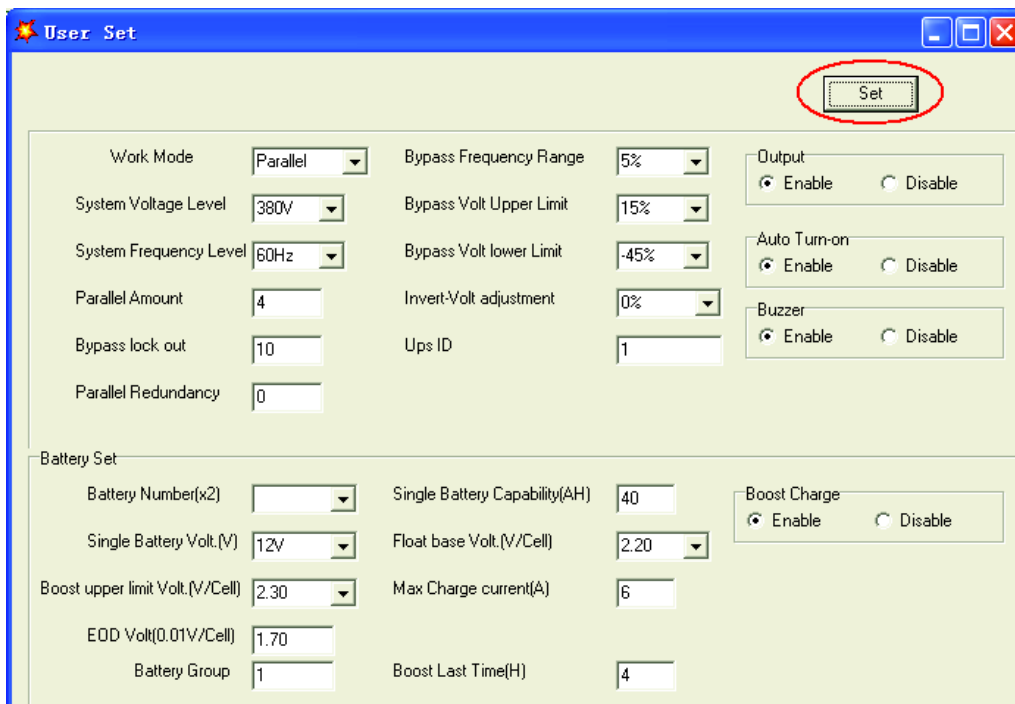 User Set
Set
Work Mode Parallel Bypass Frequency Range 5% Output
Enable Disable
System Voltage Level 380V Bypass Volt Upper Limit 15%
System Frequency Level 60Hz Bypass Volt lower Limit -45% Auto Turn-on
Enable Disable
Parallel Amount 4 Invert-Volt adjustment 0% Buzzer
Enable Disable
Bypass lock out 10 Ups ID 1
Parallel Redundancy 0
Battery Set
Battery Number(x2) Single Battery Capability(AH) 40 Boost Charge
Enable Disable
Single Battery Volt.(V) 12V Float base Volt.(V/Cell) 2.20
Boost upper limit Volt.(V/Cell) 2.30 Max Charge current(A) 6
EOD Volt(0.01V/Cell) 1.70
Battery Group 1 Boost Last Time(H) 4